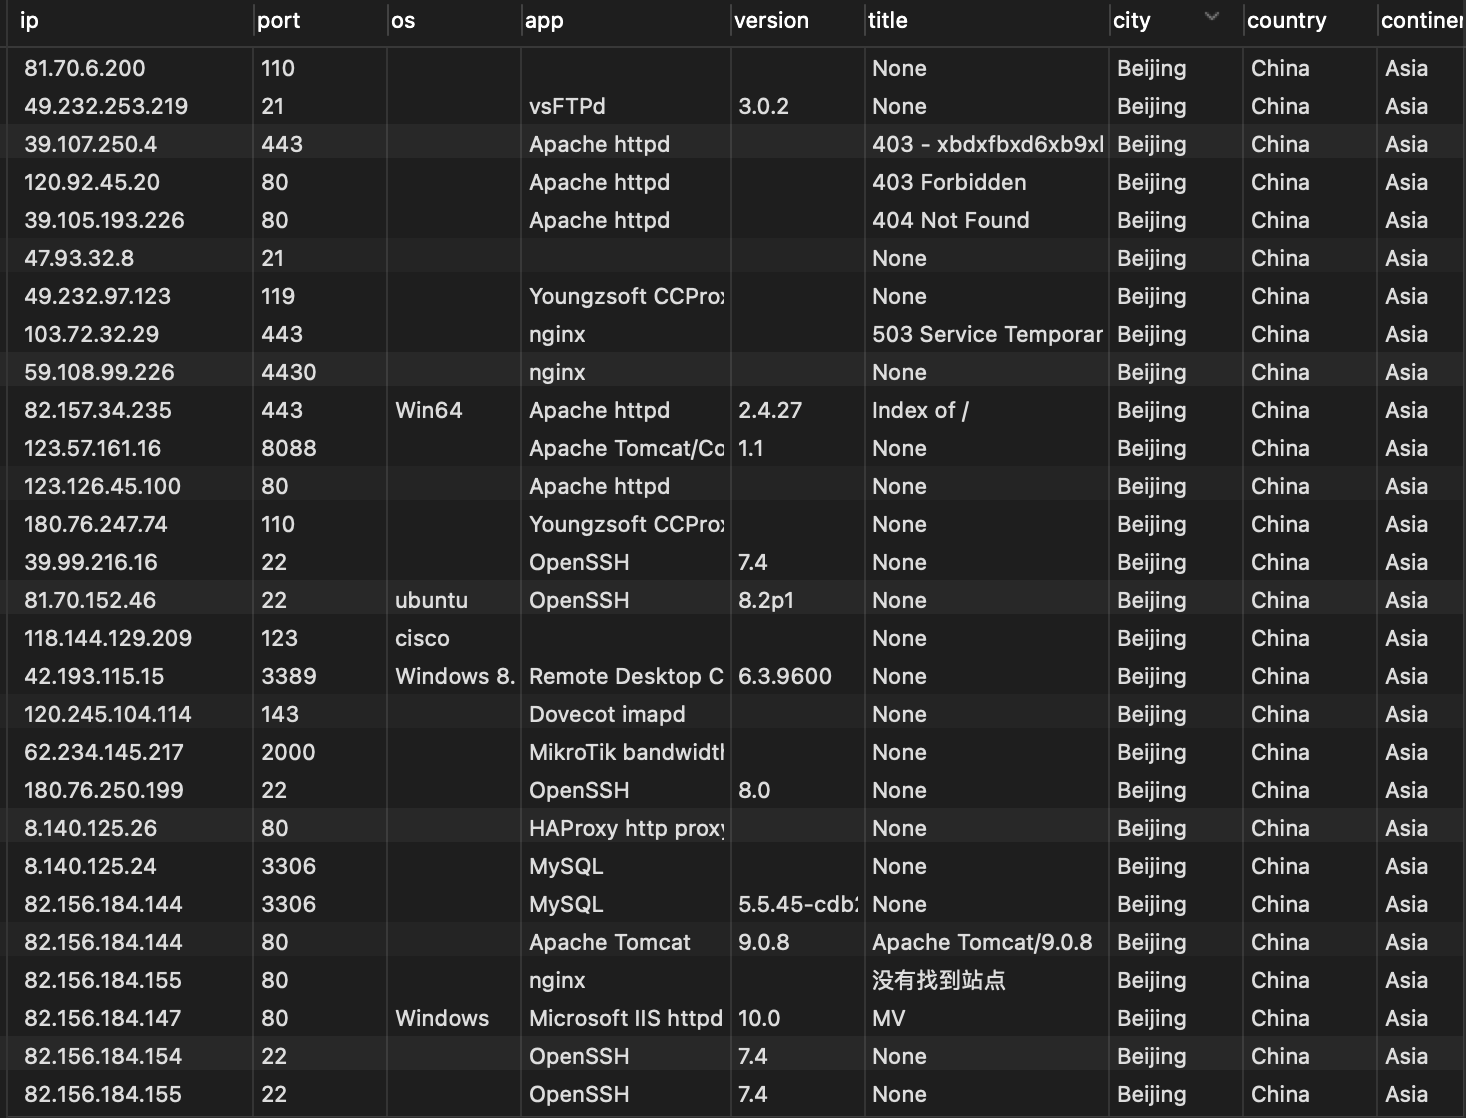 ip port os app version title city country continen
81.70.6.200 110 None Beijing China Asia
49.232.253.219 21 vsFTPd 3.0.2 None Beijing China Asia
39.107.250.4 443 Apache httpd 403 - xbdxfbxd6xb9xl Beijing China Asia
120.92.45.20 80 Apache httpd 403 Forbidden Beijing China Asia
39.105.193.226 80 Apache httpd 404 Not Found Beijing China Asia
47.93.32.8 21 None Beijing China Asia
49.232.97.123 119 Youngzsoft CCProx None Beijing China Asia
103.72.32.29 443 nginx 503 Service Temporar Beijing China Asia
59.108.99.226 4430 nginx None Beijing China Asia
82.157.34.235 443 Win64 Apache httpd 2.4.27 Index of / Beijing China Asia
123.57.161.16 8088 Apache Tomcat/Co 1.1 None Beijing China Asia
123.126.45.100 80 Apache httpd None Beijing China Asia
180.76.247.74 110 Youngzsoft CCProx None Beijing China Asia
39.99.216.16 22 OpenSSH 7.4 None Beijing China Asia
81.70.152.46 22 ubuntu OpenSSH 8.2p1 None Beijing China Asia
118.144.129.209 123 cisco None Beijing China Asia
42.193.115.15 3389 Windows 8. Remote Desktop C 6.3.9600 None Beijing China Asia
120.245.104.114 143 Dovecot imapd None Beijing China Asia
62.234.145.217 2000 MikroTik bandwidth None Beijing China Asia
180.76.250.199 22 OpenSSH 8.0 None Beijing China Asia
8.140.125.26 80 HAProxy http proxy None Beijing China Asia
8.140.125.24 3306 MySQL None Beijing China Asia
82.156.184.144 3306 MySQL 5.5.45-cdb2 None Beijing China Asia
82.156.184.144 80 Apache Tomcat 9.0.8 Apache Tomcat/9.0.8 Beijing China Asia
82.156.184.155 80 nginx 没有找到站点 Beijing China Asia
82.156.184.147 80 Windows Microsoft IIS httpd 10.0 MV Beijing China Asia
82.156.184.154 22 OpenSSH 7.4 None Beijing China Asia
82.156.184.155 22 OpenSSH 7.4 None Beijing China Asia